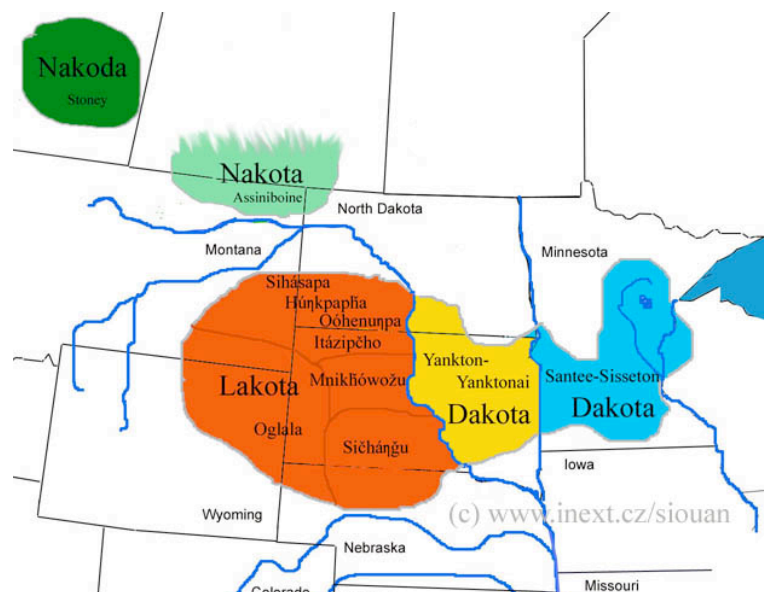 Nakoda
Stoney
Nakota
Assiniboine
North Dakota
Montana
Minnesota
Sihásapa
Húŋkpapȟa
Oóhenuŋpa
Itázipčho
Yankton-
Yanktonai
Santee-Sisseton
Lakota
Mnikȟówožu
Dakota
Dakota
Oglala
Sičháŋǧu
Iowa
Wyoming
(c) www.inext.cz/siouan
Nebraska
Colorado
Missouri